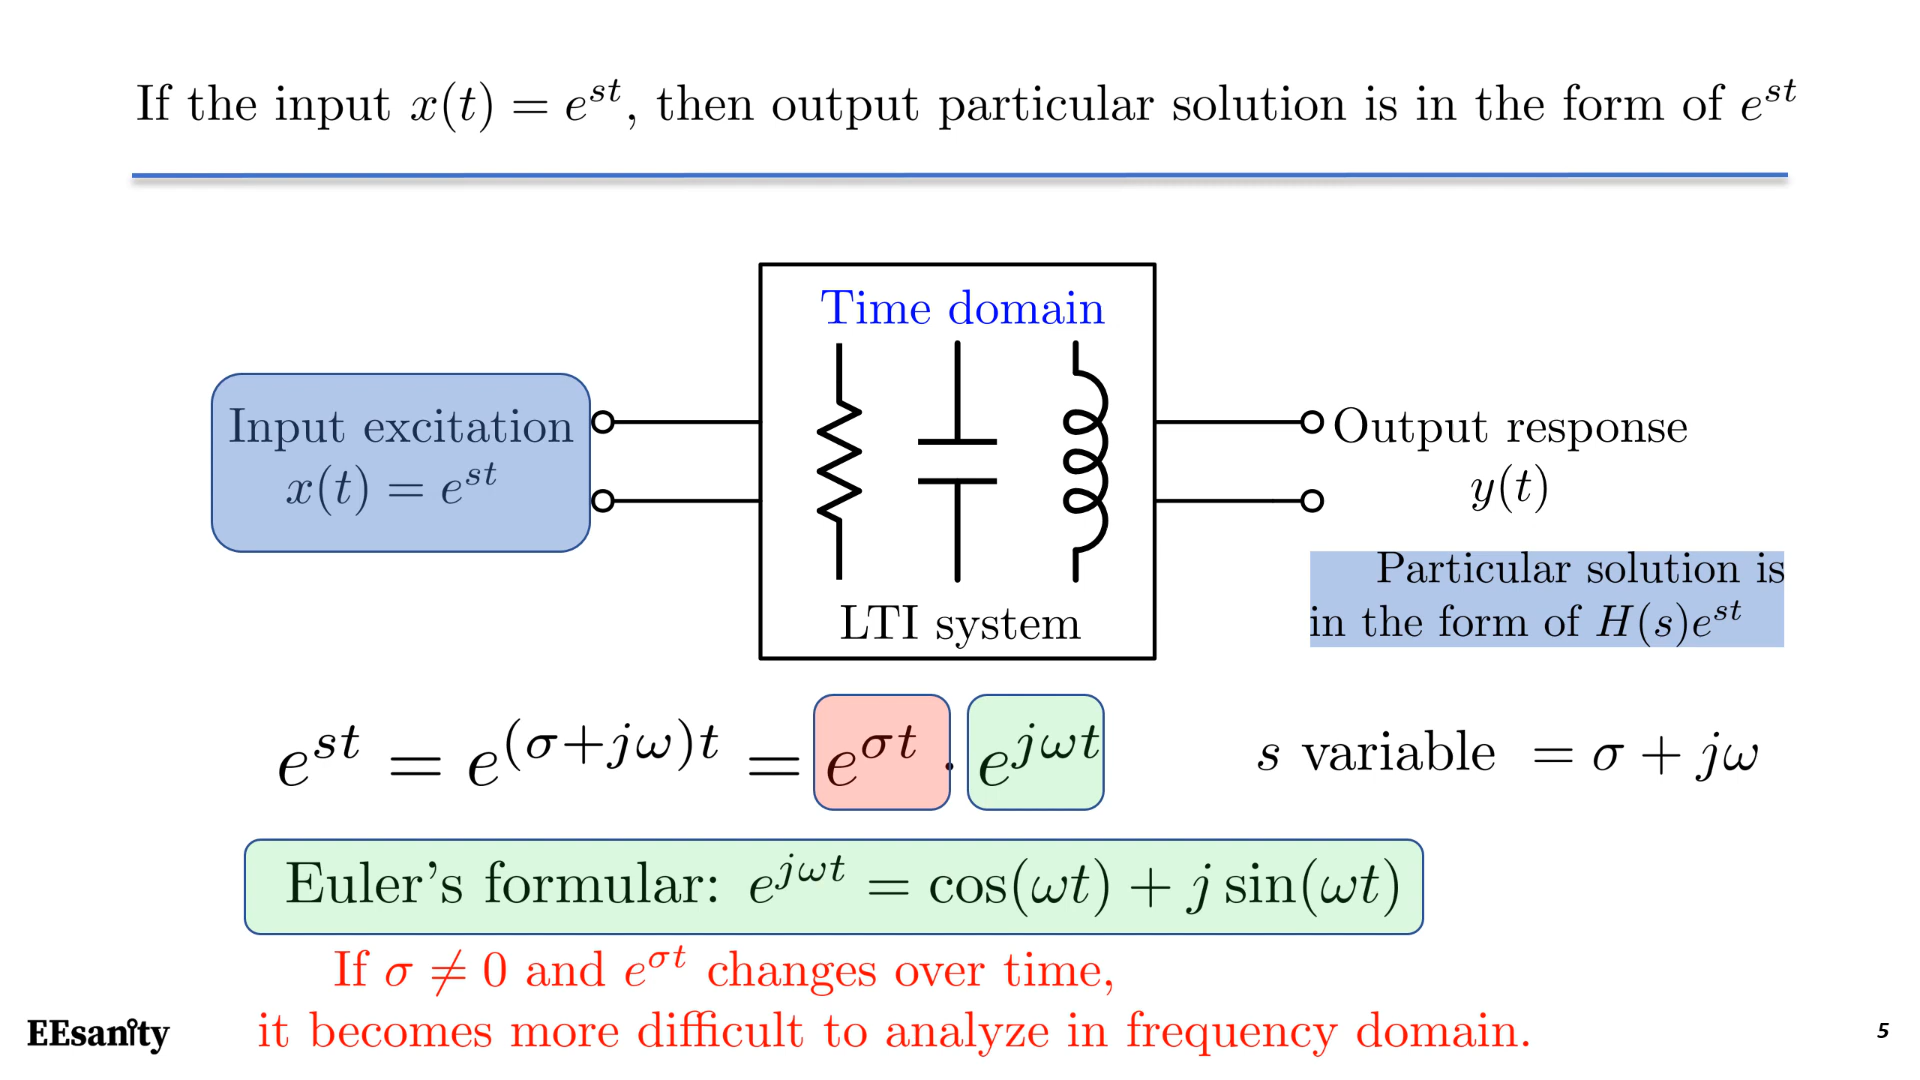 If the input x(t) = e^{st}, then output particular solution is in the form of e^{st}
Time domain
Input excitation
x(t) = e^{st}
Output response
y(t)
Particular solution is
in the form of H(s)e^{st}
LTI system
e^{st} = e^{(σ+jω)t} = e^{σt} · e^{jωt}
s variable = σ + jω
Euler's formular: e^{jωt} = cos(ωt) + j sin(ωt)
If σ ≠ 0 and e^{σt} changes over time,
it becomes more difficult to analyze in frequency domain.
EEsanity
5